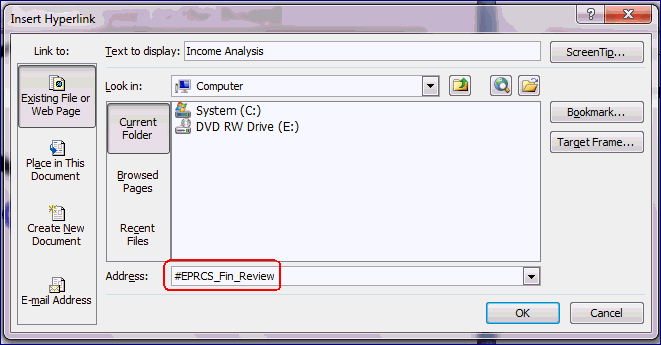 Insert Hyperlink
Link to:
Text to display: Income Analysis
ScreenTip...
Existing File or
Web Page
Look in: Computer
Current
Folder
System (C:)
DVD RW Drive (E:)
Bookmark...
Target Frame...
Place in This
Document
Browsed
Pages
Create New
Document
Recent
Files
E-mail Address
Address: #EPRCS_Fin_Review
OK
Cancel